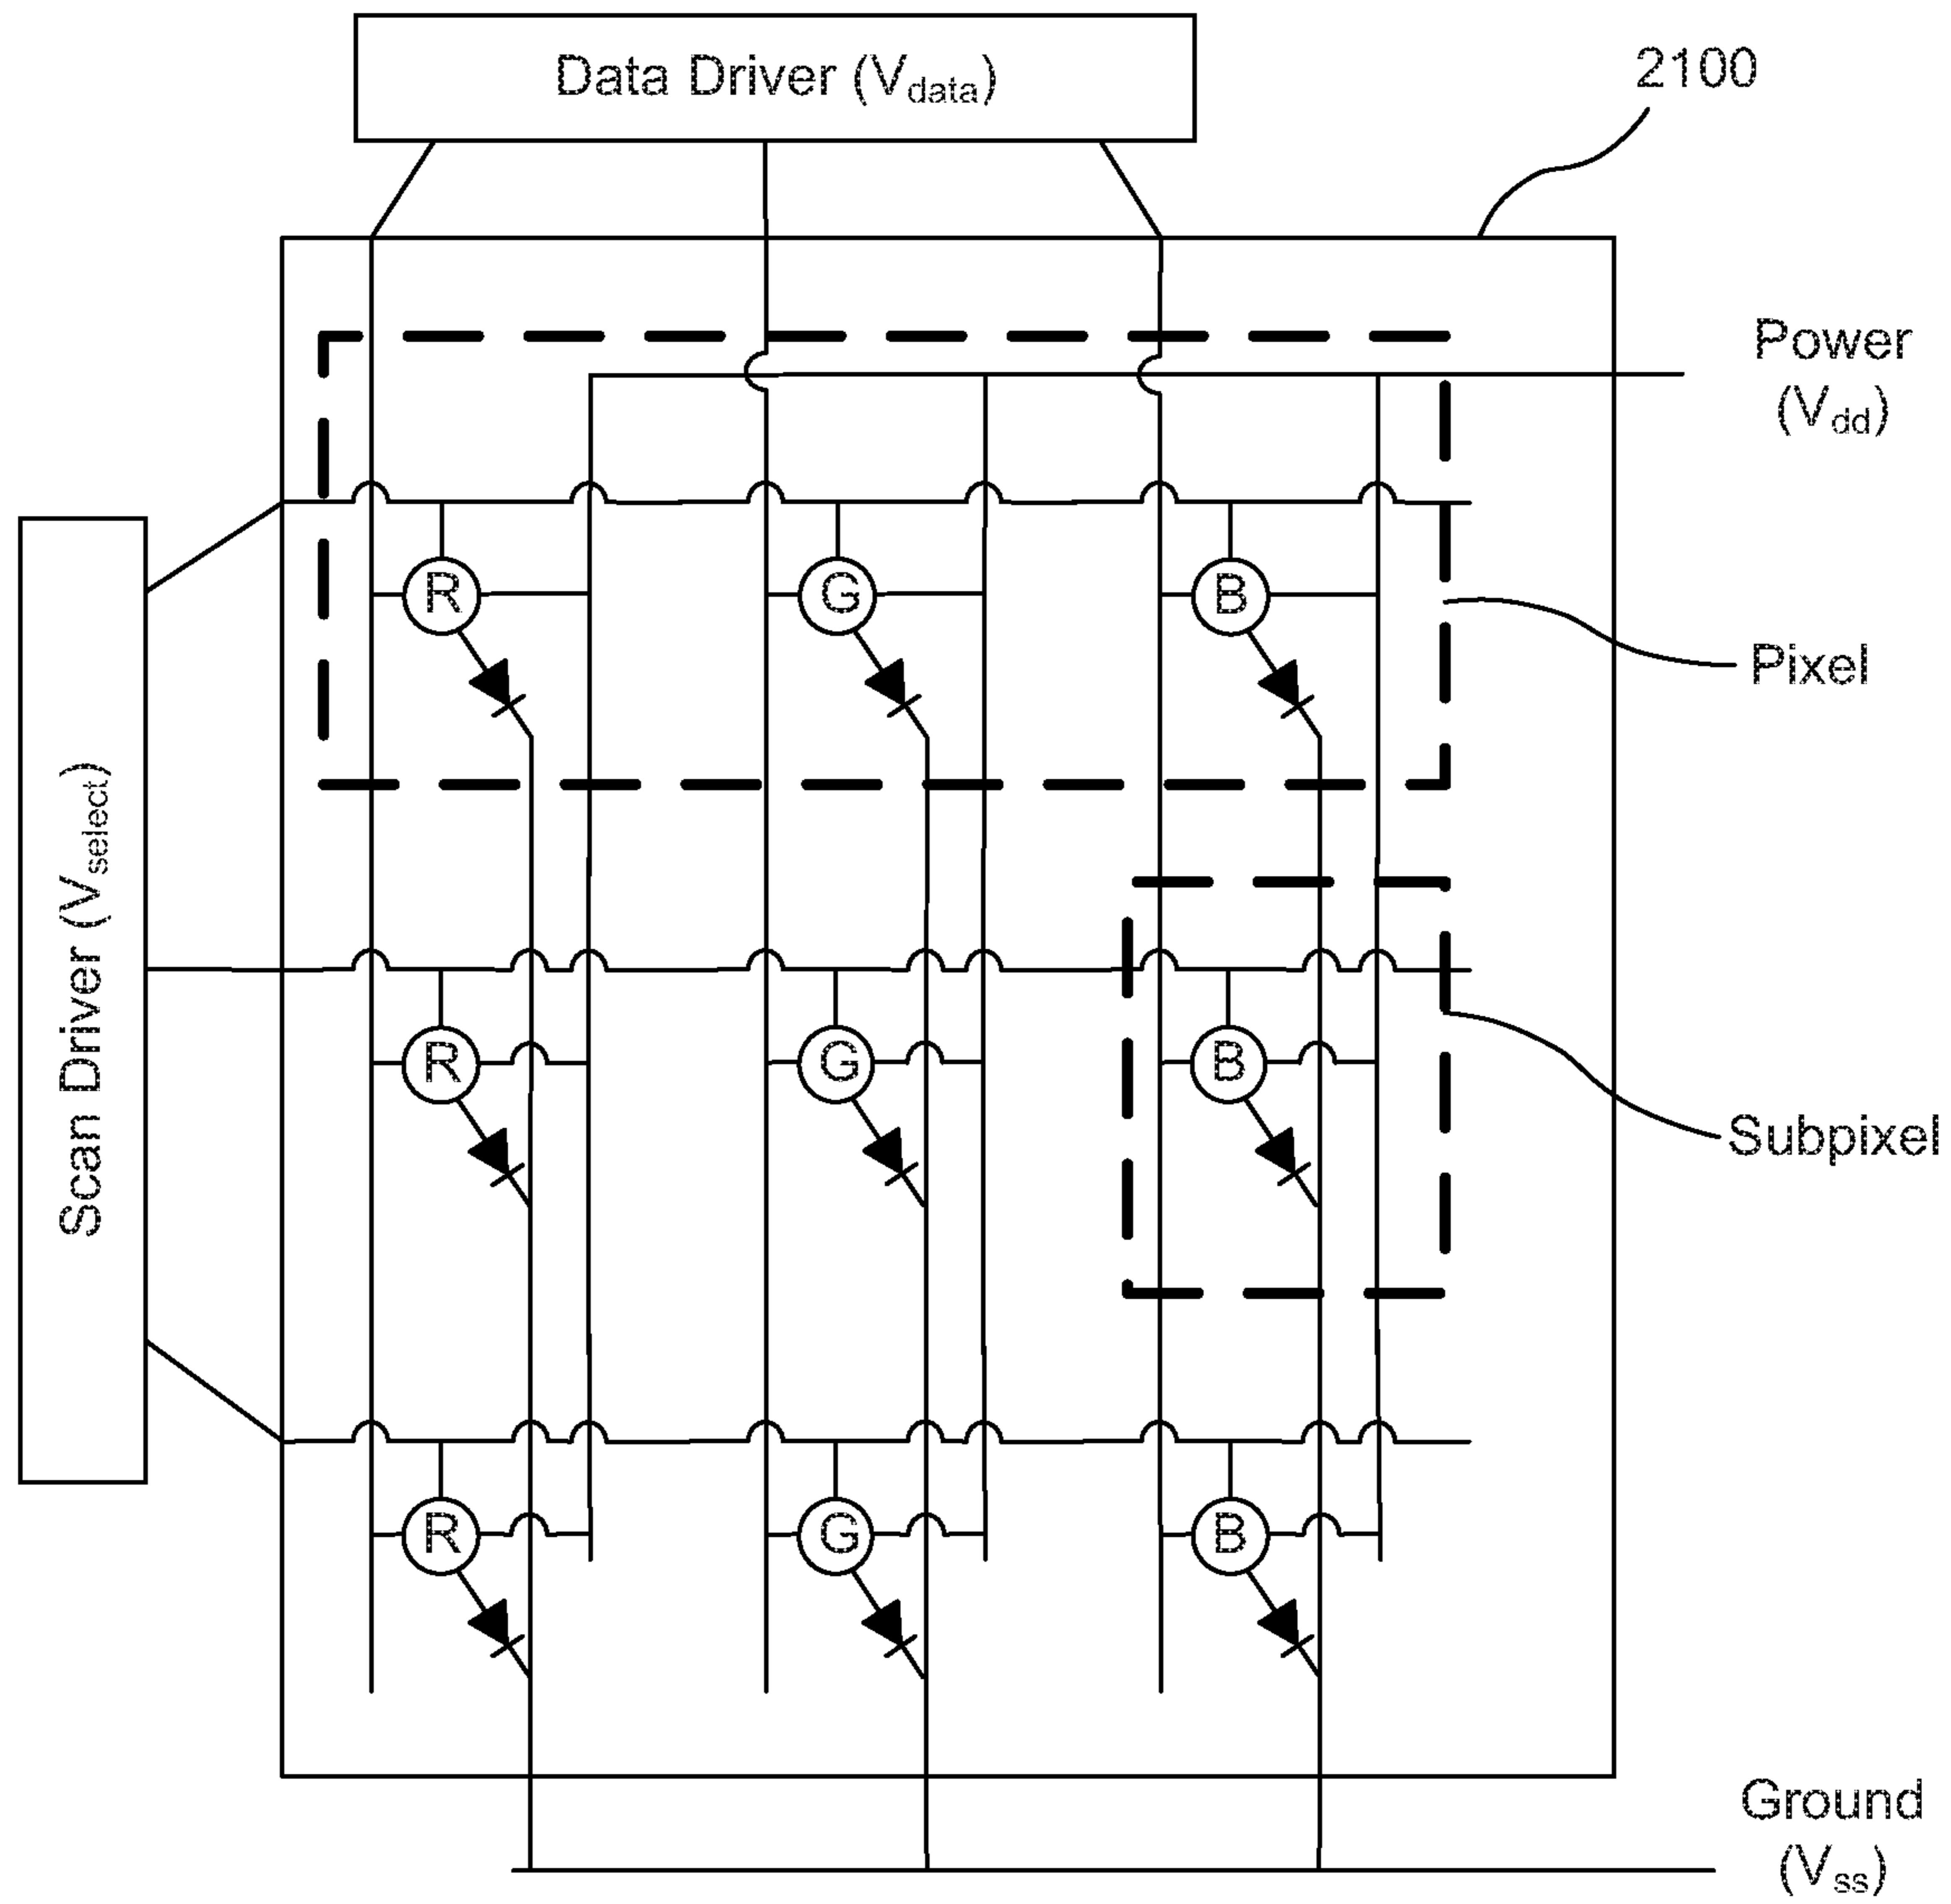 Data Driver (Vdata)
2100
Power
(Vdd)
R G B
Pixel
Scan Driver (Vselect)
R G B
Subpixel
R G B
Ground
(Vss)